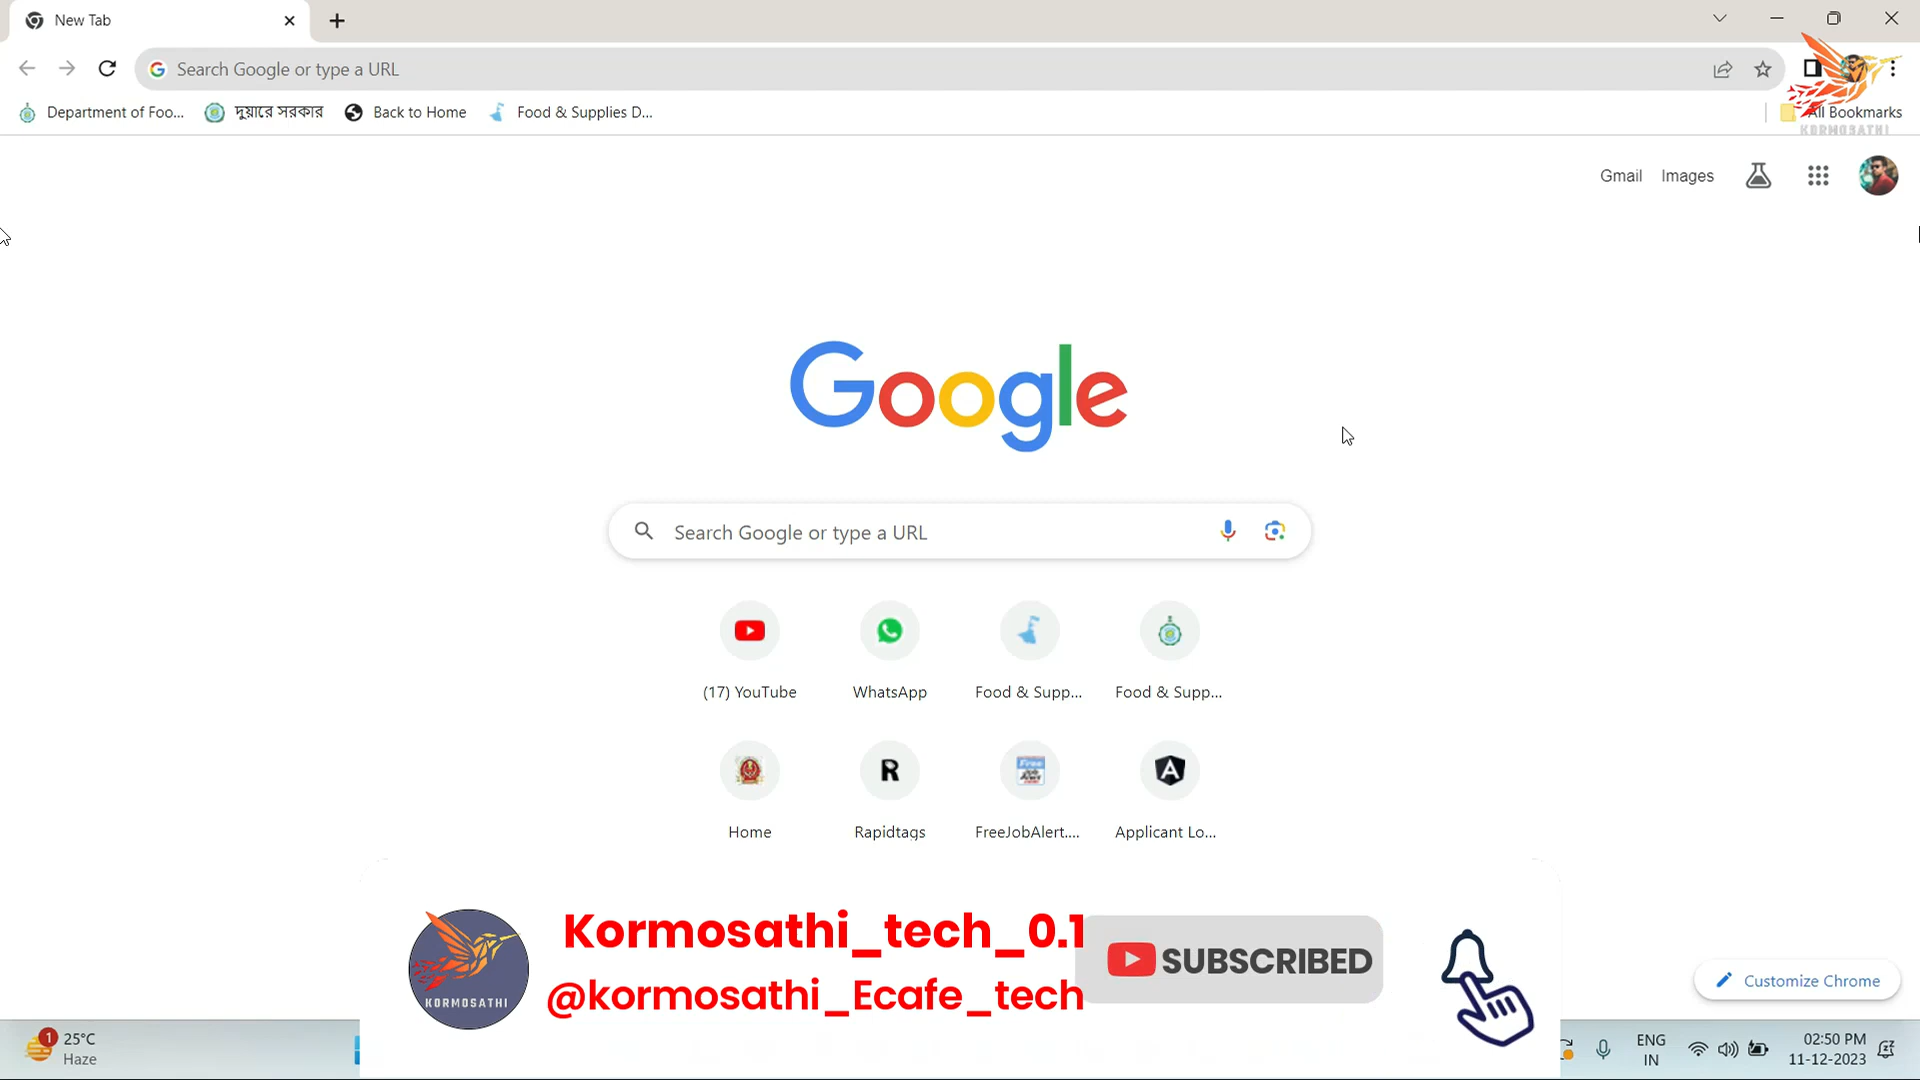 New Tab
Search Google or type a URL
Department of Foo...
দুয়ারে সরকার
Back to Home
Food & Supplies D...
All Bookmarks
KORMOSATHI
Gmail
Images
Google
Search Google or type a URL
(17) YouTube
WhatsApp
Food & Supp...
Food & Supp...
Home
Rapidtags
FreeJobAlert....
Applicant Lo...
Kormosathi_tech_0.1
@kormosathi_Ecafe_tech
SUBSCRIBED
KORMOSATHI
Customize Chrome
1
25°C
Haze
ENG
IN
02:50 PM
11-12-2023